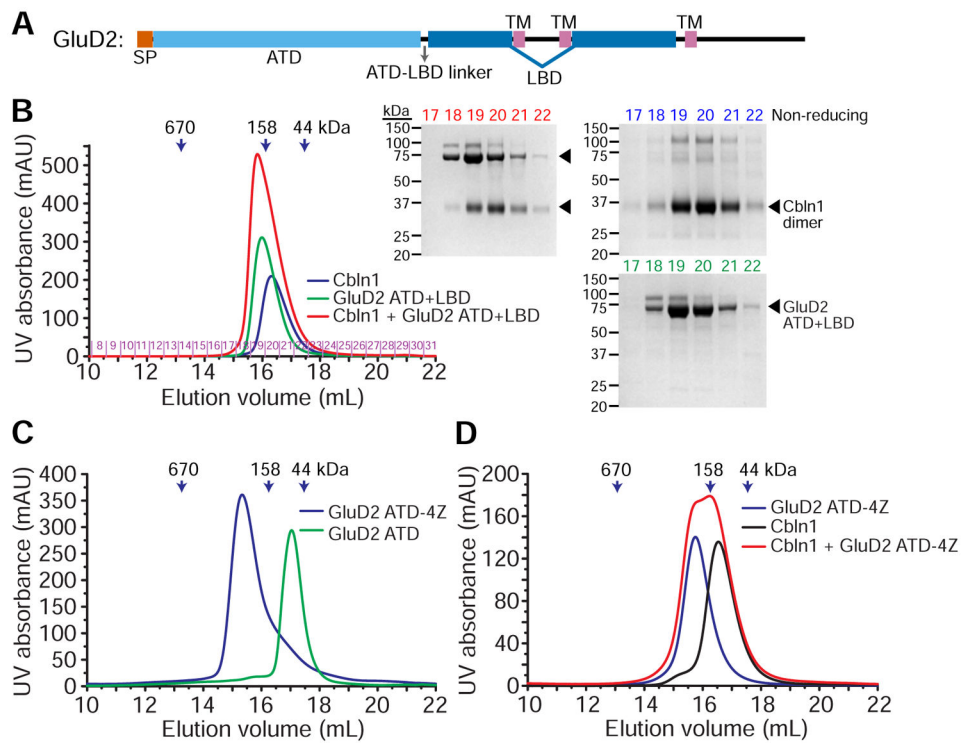 A
GluD2:
SP
ATD
ATD-LBD linker
TM TM TM
LBD
B
670 158 44 kDa
UV absorbance (mAU)
500
400
300
200
100
0
Cbln1
GluD2 ATD+LBD
Cbln1 + GluD2 ATD+LBD
8 9 10 11 12 13 14 15 16 17 18 19 20 21 22 23 24 25 26 27 28 29 30 31
10 12 14 16 18 20 22
Elution volume (mL)
kDa 17 18 19 20 21 22
150
100
75
50
37
25
20
17 18 19 20 21 22 Non-reducing
150
100
75
50
37
25
20
Cbln1
dimer
17 18 19 20 21 22
150
100
75
50
37
25
20
GluD2
ATD+LBD
C
670 158 44 kDa
UV absorbance (mAU)
400
350
300
250
200
150
100
50
0
GluD2 ATD-4Z
GluD2 ATD
10 12 14 16 18 20 22
Elution volume (mL)
D
670 158 44 kDa
UV absorbance (mAU)
200
160
120
80
40
0
GluD2 ATD-4Z
Cbln1
Cbln1 + GluD2 ATD-4Z
10 12 14 16 18 20 22
Elution volume (mL)